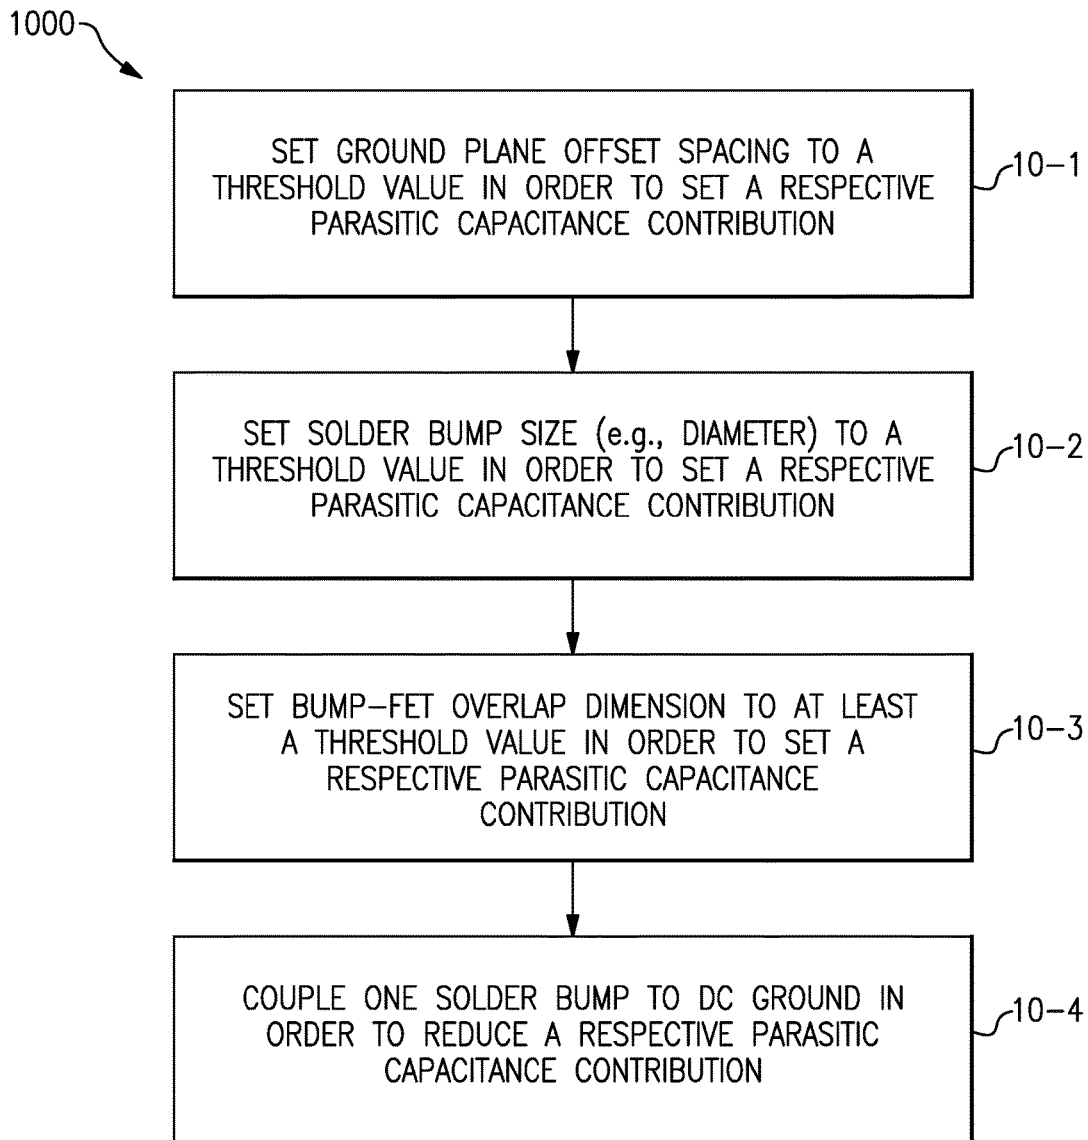 1000
SET GROUND PLANE OFFSET SPACING TO A
THRESHOLD VALUE IN ORDER TO SET A RESPECTIVE
PARASITIC CAPACITANCE CONTRIBUTION
10-1
SET SOLDER BUMP SIZE (e.g., DIAMETER) TO A
THRESHOLD VALUE IN ORDER TO SET A RESPECTIVE
PARASITIC CAPACITANCE CONTRIBUTION
10-2
SET BUMP-FET OVERLAP DIMENSION TO AT LEAST
A THRESHOLD VALUE IN ORDER TO SET A
RESPECTIVE PARASITIC CAPACITANCE
CONTRIBUTION
10-3
COUPLE ONE SOLDER BUMP TO DC GROUND IN
ORDER TO REDUCE A RESPECTIVE PARASITIC
CAPACITANCE CONTRIBUTION
10-4